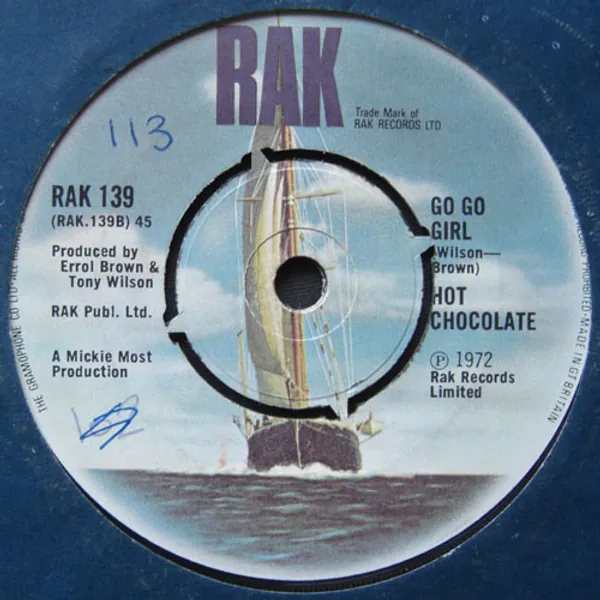 RAK
Trade Mark of
RAK RECORDS LTD
113
RAK 139
(RAK.139B) 45
Produced by
Errol Brown &
Tony Wilson
RAK Publ. Ltd.
A Mickie Most
Production
GO GO
GIRL
(Wilson—
Brown)
HOT
CHOCOLATE
℗ 1972
Rak Records
Limited
THE GRAMOPHONE CO LTD
PROHIBITED-MADE IN GT BRITAIN